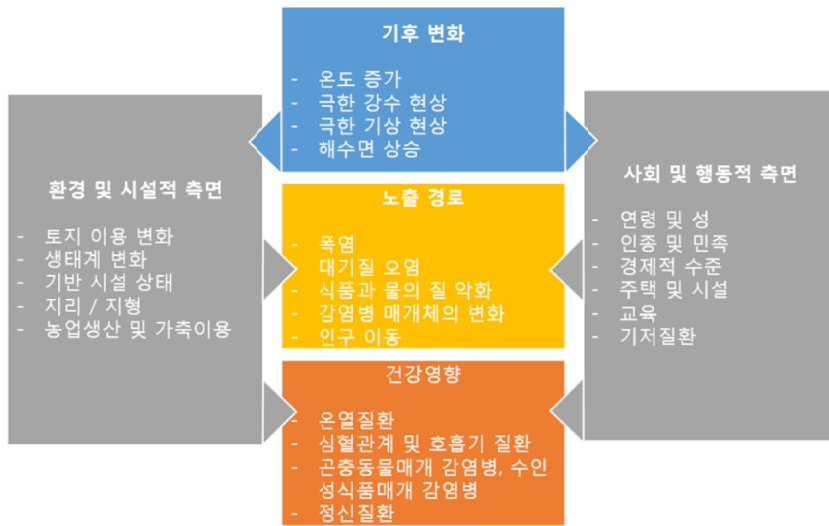 기후 변화
- 온도 증가
- 극한 강수 현상
- 극한 기상 현상
- 해수면 상승
환경 및 시설적 측면
- 토지 이용 변화
- 생태계 변화
- 기반 시설 상태
- 지리 / 지형
- 농업생산 및 가축이용
노출 경로
- 폭염
- 대기질 오염
- 식품과 물의 질 악화
- 감염병 매개체의 변화
- 인구 이동
사회 및 행동적 측면
- 연령 및 성
- 인종 및 민족
- 경제적 수준
- 주택 및 시설
- 교육
- 기저질환
건강영향
- 온열질환
- 심혈관계 및 호흡기 질환
- 곤충동물매개 감염병, 수인
성식품매개 감염병
- 정신질환